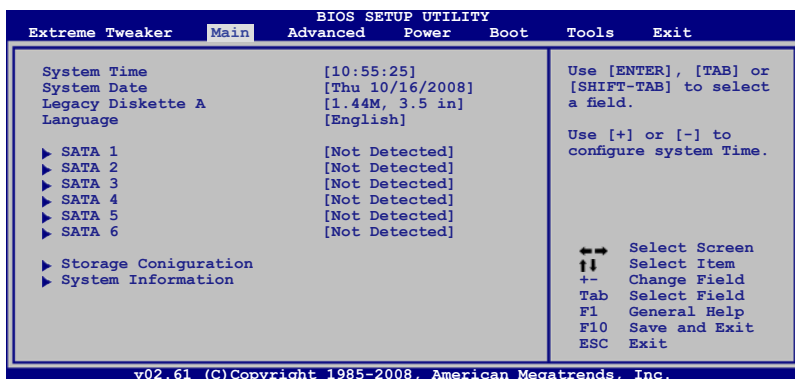 BIOS SETUP UTILITY
Extreme Tweaker Main Advanced Power Boot Tools Exit
System Time [10:55:25]
System Date [Thu 10/16/2008]
Legacy Diskette A [1.44M, 3.5 in]
Language [English]
SATA 1 [Not Detected]
SATA 2 [Not Detected]
SATA 3 [Not Detected]
SATA 4 [Not Detected]
SATA 5 [Not Detected]
SATA 6 [Not Detected]
Storage Coniguration
System Information
Use [ENTER], [TAB] or
[SHIFT-TAB] to select
a field.
Use [+] or [-] to
configure system Time.
Select Screen
Select Item
+- Change Field
Tab Select Field
F1 General Help
F10 Save and Exit
ESC Exit
v02.61 (C)Copyright 1985-2008, American Megatrends, Inc.